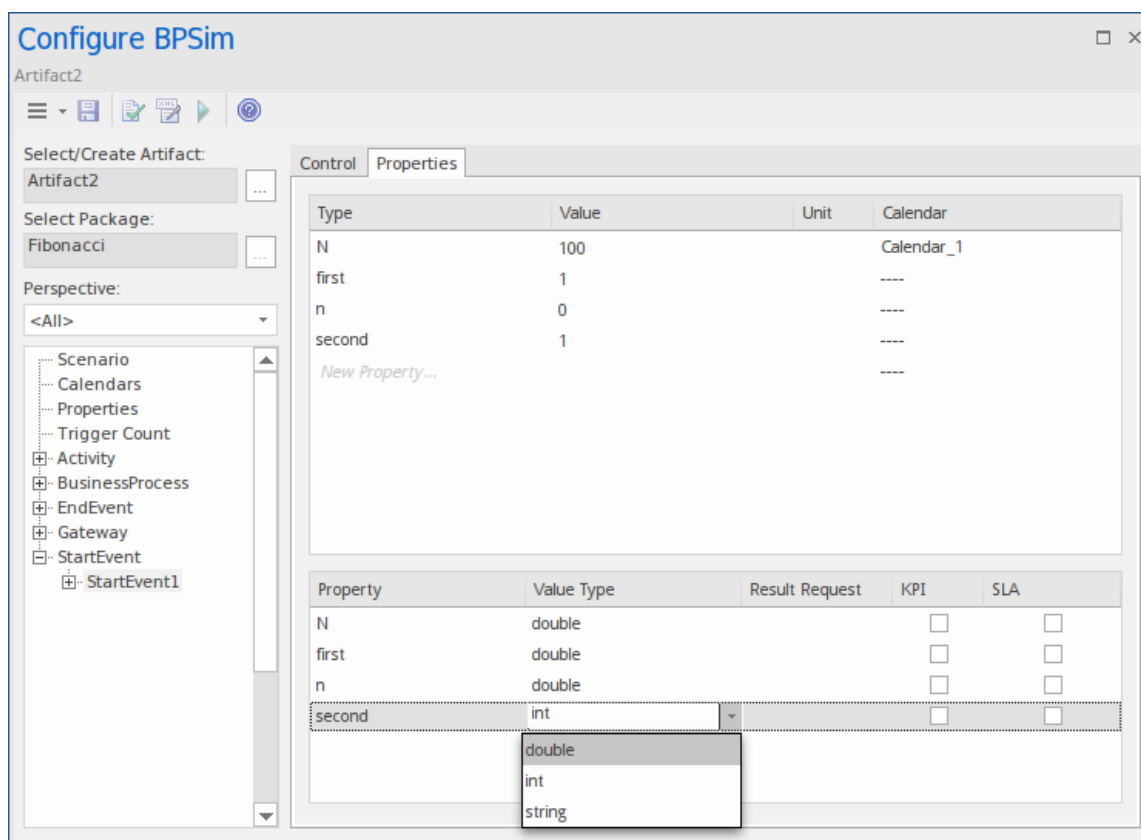 Configure BPSim
Artifact2
Select/Create Artifact:
Artifact2
...
Select Package:
Fibonacci
...
Perspective:
<All>
Scenario
Calendars
Properties
Trigger Count
Activity
BusinessProcess
EndEvent
Gateway
StartEvent
StartEvent1
Control Properties
Type Value Unit Calendar
N 100 Calendar_1
first 1 ----
n 0 ----
second 1 ----
New Property... ----
Property Value Type Result Request KPI SLA
N double
first double
n double
second int
double
int
string